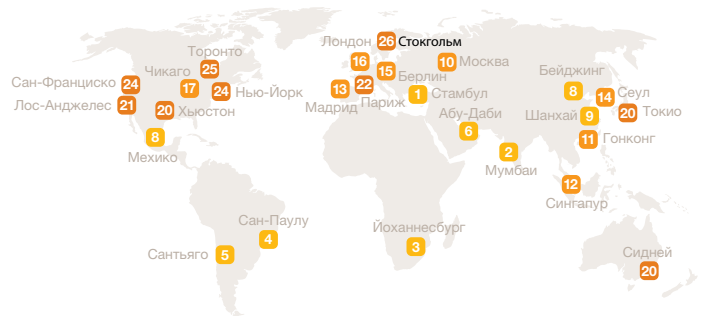 Лондон 26 Стокгольм
Торонто
25
16
10 Москва
Чикаго
15 Берлин
Бейджинг
Сан-Франциско 24
17
24 Нью-Йорк
13
22
1 Стамбул
8
14 Сеул
Лос-Анджелес 21
20 Хьюстон
Мадрид
Париж
Абу-Даби
Шанхай 9
20 Токио
8
6
11 Гонконг
Мехико
2
Мумбаи
12
Сингапур
Сан-Паулу
4
Йоханнесбург
3
Сантьяго 5
Сидней
20